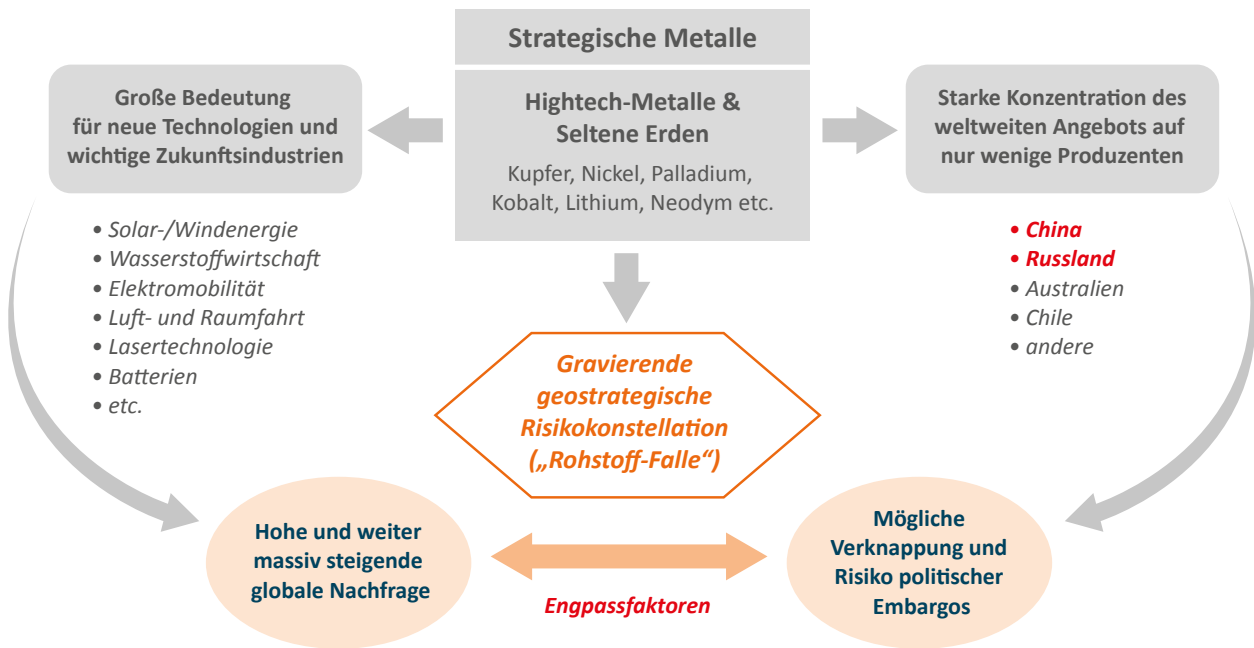 Strategische Metalle
Hightech-Metalle &
Seltene Erden
Kupfer, Nickel, Palladium,
Kobalt, Lithium, Neodym etc.
Große Bedeutung
für neue Technologien und
wichtige Zukunftsindustrien
• Solar-/Windenergie
• Wasserstoffwirtschaft
• Elektromobilität
• Luft- und Raumfahrt
• Lasertechnologie
• Batterien
• etc.
Starke Konzentration des
weltweiten Angebots auf
nur wenige Produzenten
• China
• Russland
• Australien
• Chile
• andere
Gravierende
geostrategische
Risikokonstellation
(„Rohstoff-Falle“)
Hohe und weiter
massiv steigende
globale Nachfrage
Engpassfaktoren
Mögliche
Verknappung und
Risiko politischer
Embargos